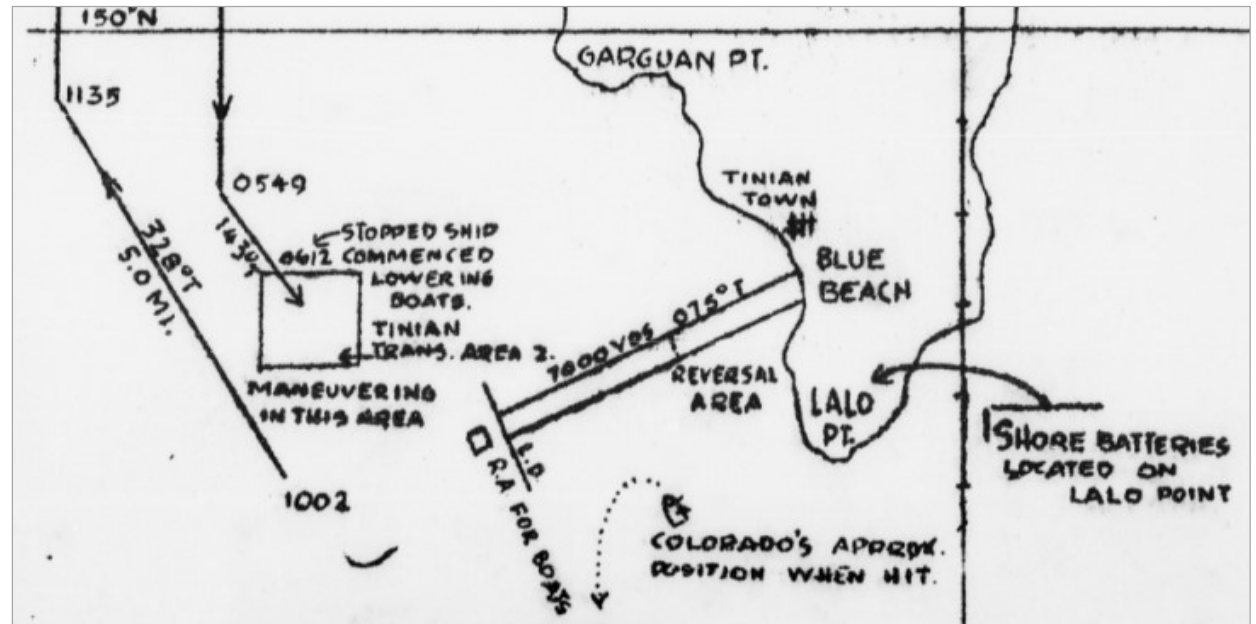 150°N
GARGUAN PT.
1135
0549
TINIAN
TOWN
143°T
328°T
5.0 MI.
STOPPED SHIP
0612 COMMENCED
LOWERING
BOATS.
BLUE
BEACH
TINIAN
TRANS. AREA 2.
7000 YDS 075°T
MANEUVERING
IN THIS AREA
REVERSAL
AREA
LALO
PT.
SHORE BATTERIES
LOCATED ON
LALO POINT
L.D.
R.A. FOR BOATS
1002
COLORADO'S APPROX.
POSITION WHEN HIT.